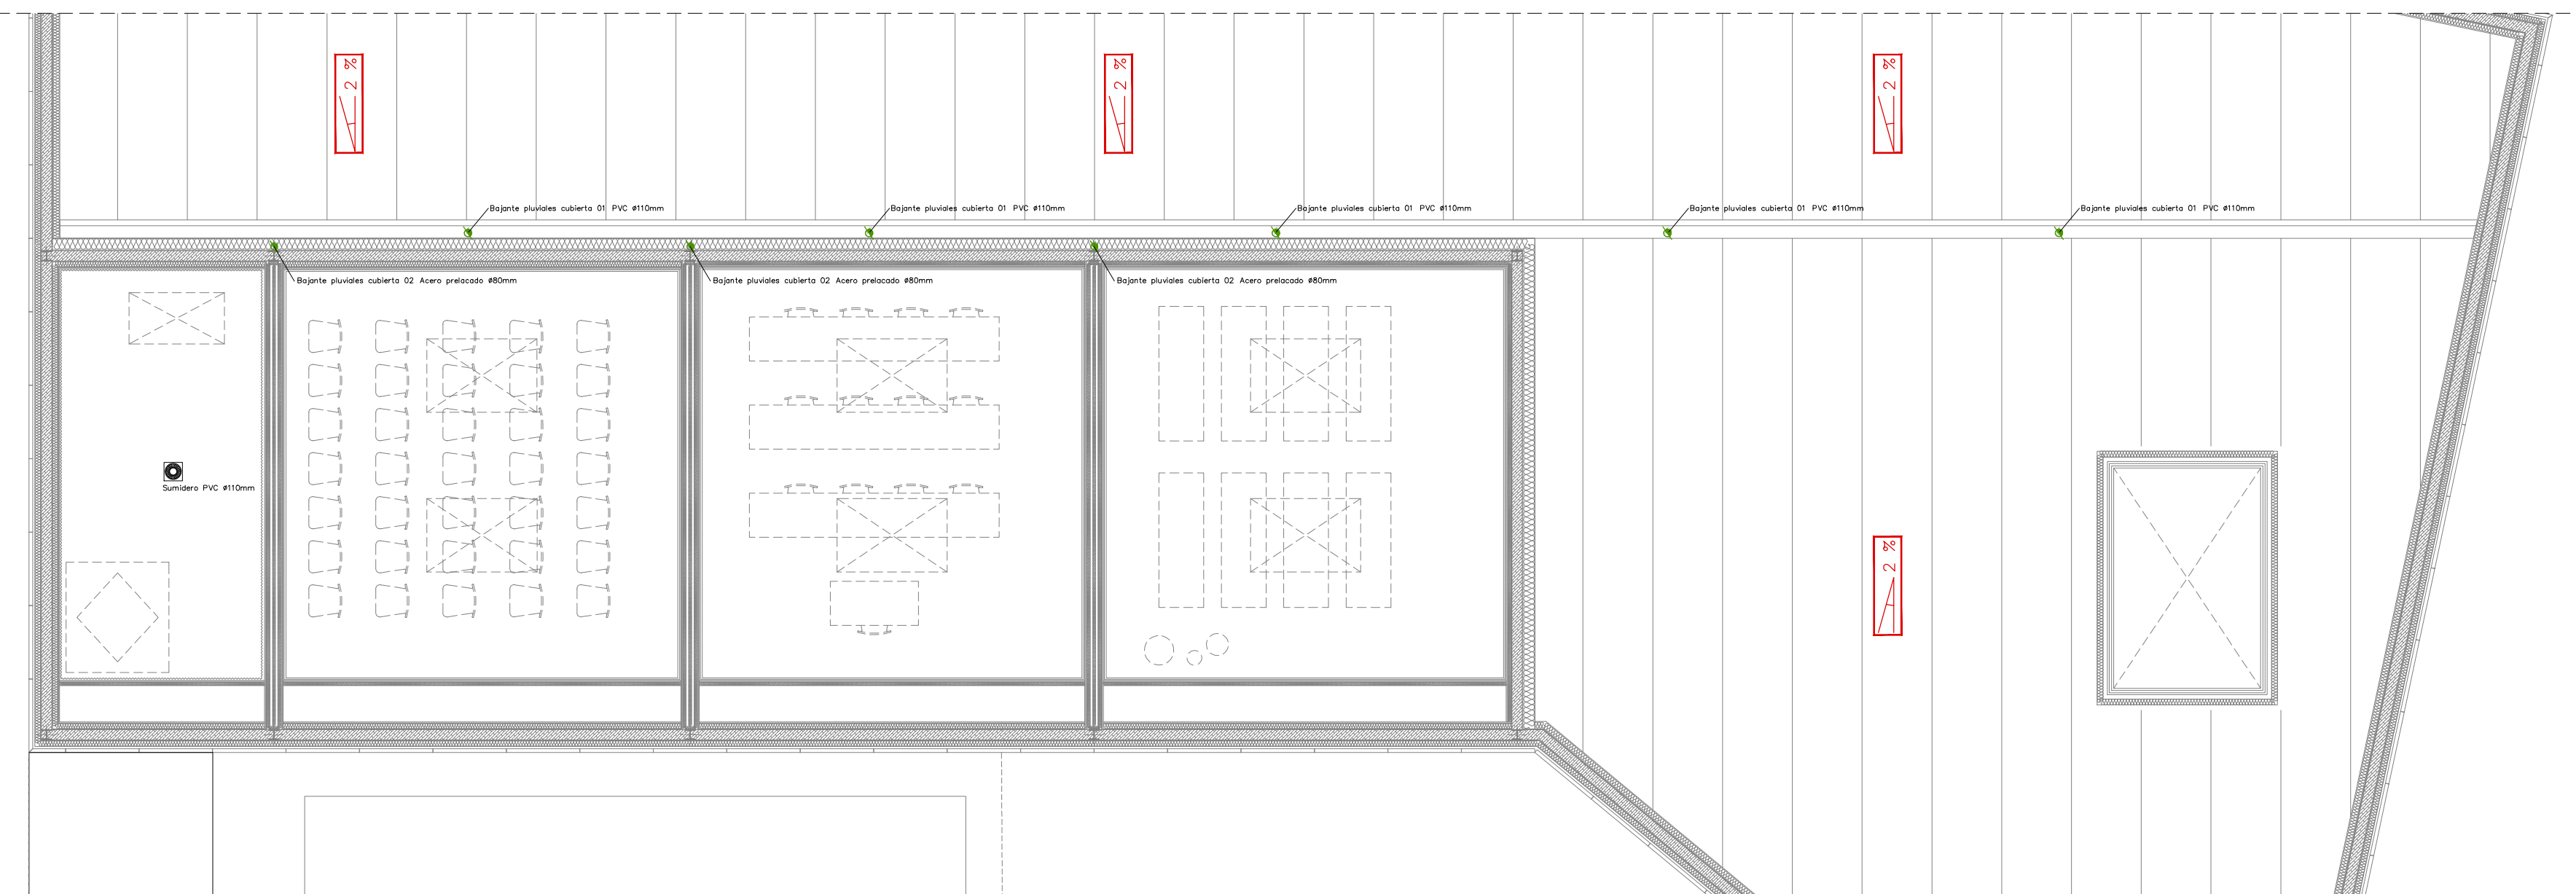 2 %
2 %
2 %
Bajante pluviales cubierta 01 PVC ø110mm
Bajante pluviales cubierta 01 PVC ø110mm
Bajante pluviales cubierta 01 PVC ø110mm
Bajante pluviales cubierta 01 PVC ø110mm
Bajante pluviales cubierta 01 PVC ø110mm
Bajante pluviales cubierta 02 Acero prelacado ø80mm
Bajante pluviales cubierta 02 Acero prelacado ø80mm
Bajante pluviales cubierta 02 Acero prelacado ø80mm
Sumidero PVC ø110mm
2 %